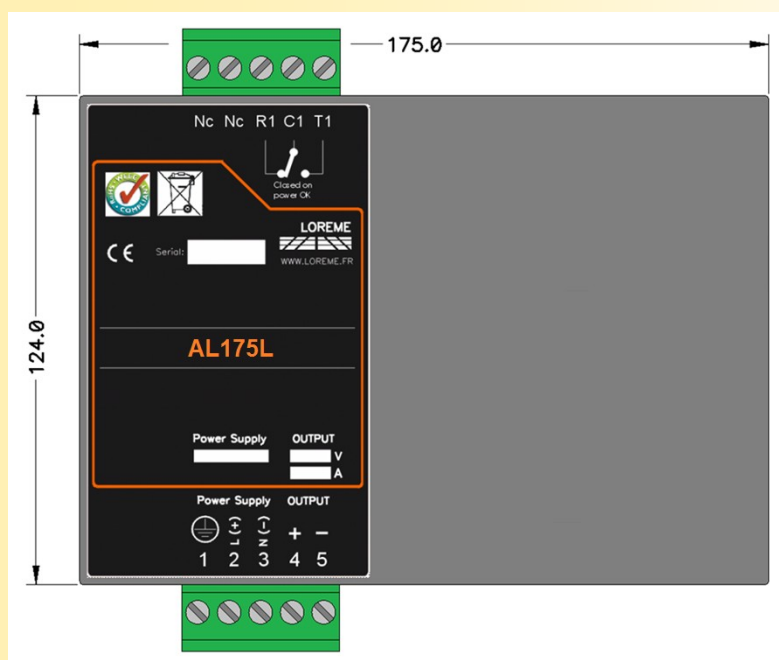 175.0
124.0
Nc Nc R1 C1 T1
Closed on
power OK
LOREME
WWW.LOREME.FR
CE Serial:
AL175L
Power Supply OUTPUT
V
A
Power Supply OUTPUT
L (+) N (-) + -
1 2 3 4 5